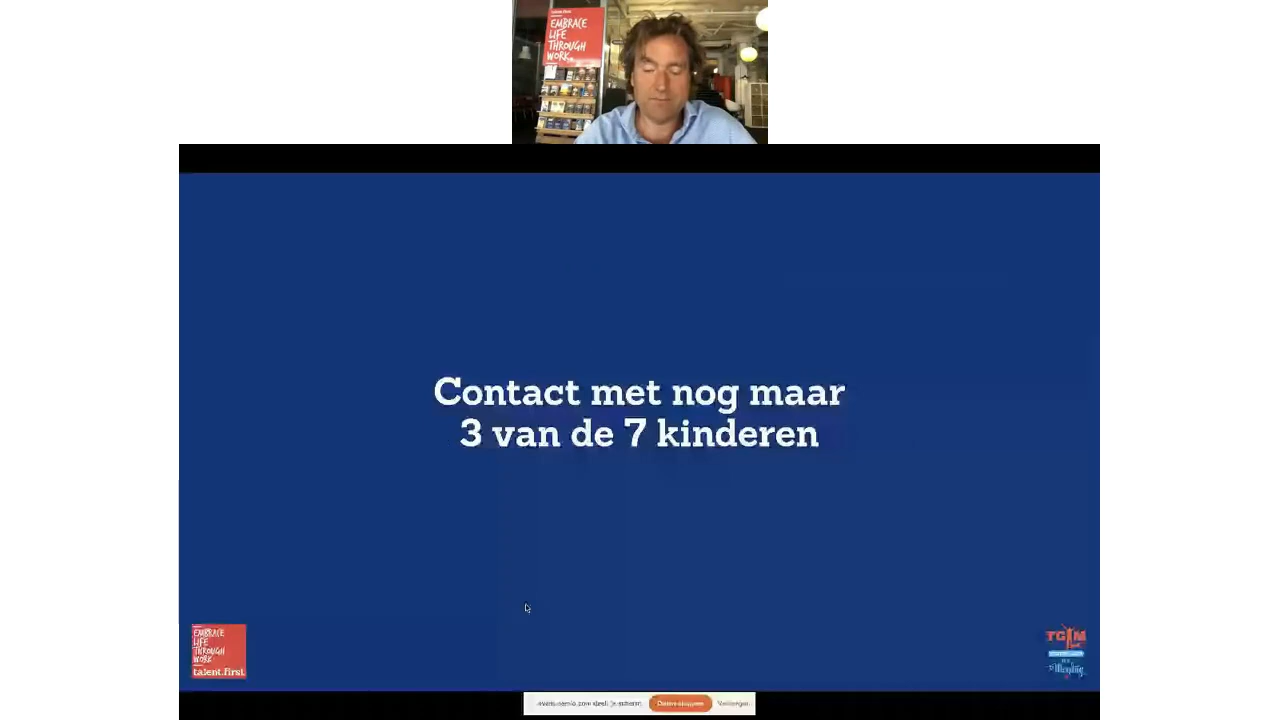 EMBRACE
LIFE
THROUGH
WORK
Contact met nog maar
3 van de 7 kinderen
EMBRACE
LIFE
THROUGH
WORK
talent.first
TGIM